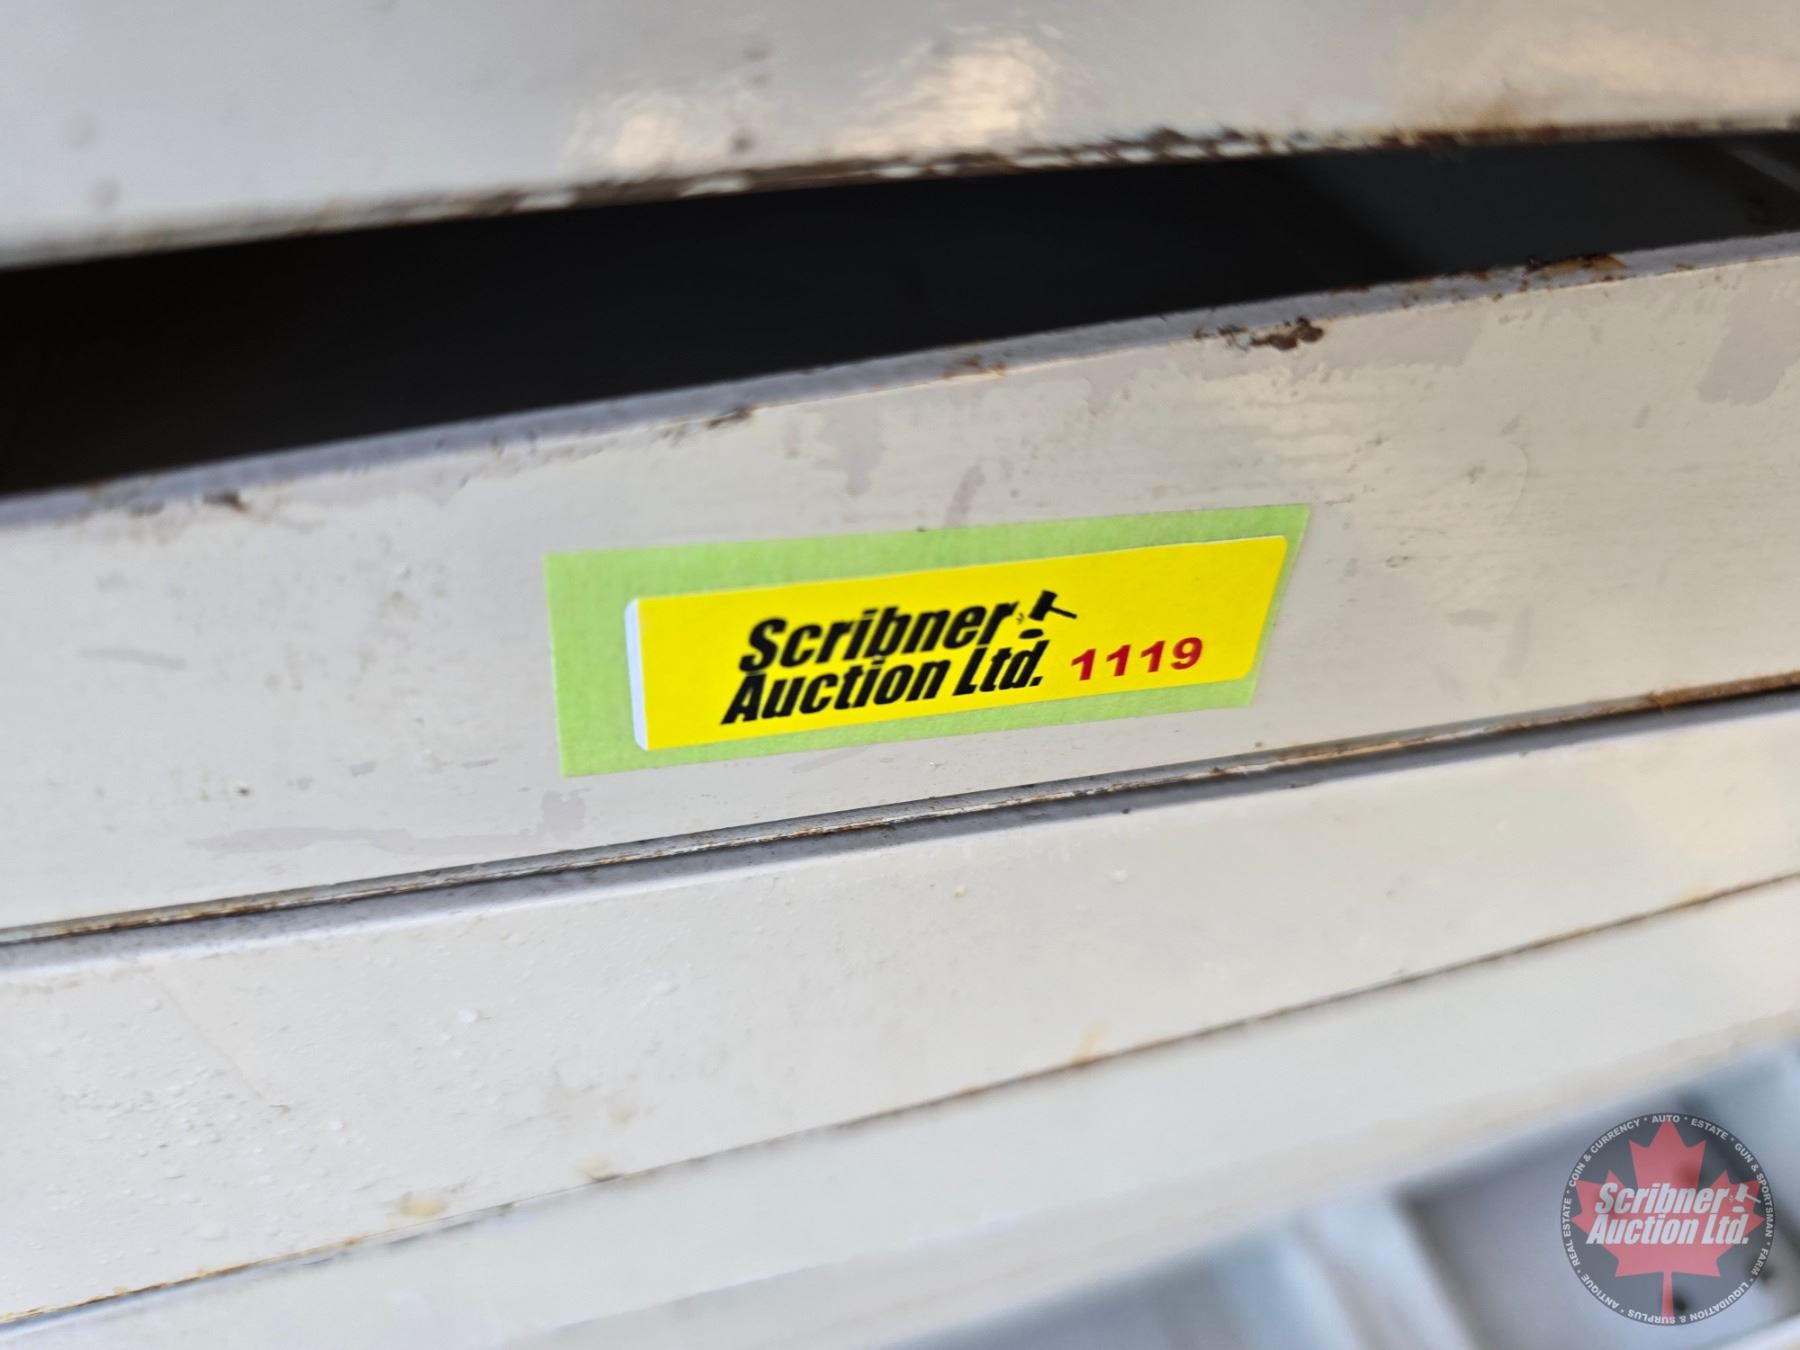 Scribner
Auction Ltd. 1119
REAL ESTATE · COIN & CURRENCY · AUTO · ESTATE · GUN & SPORTSMAN · FARM · LIQUIDATION & SURPLUS · ANTIQUE ·
Scribner
Auction Ltd.